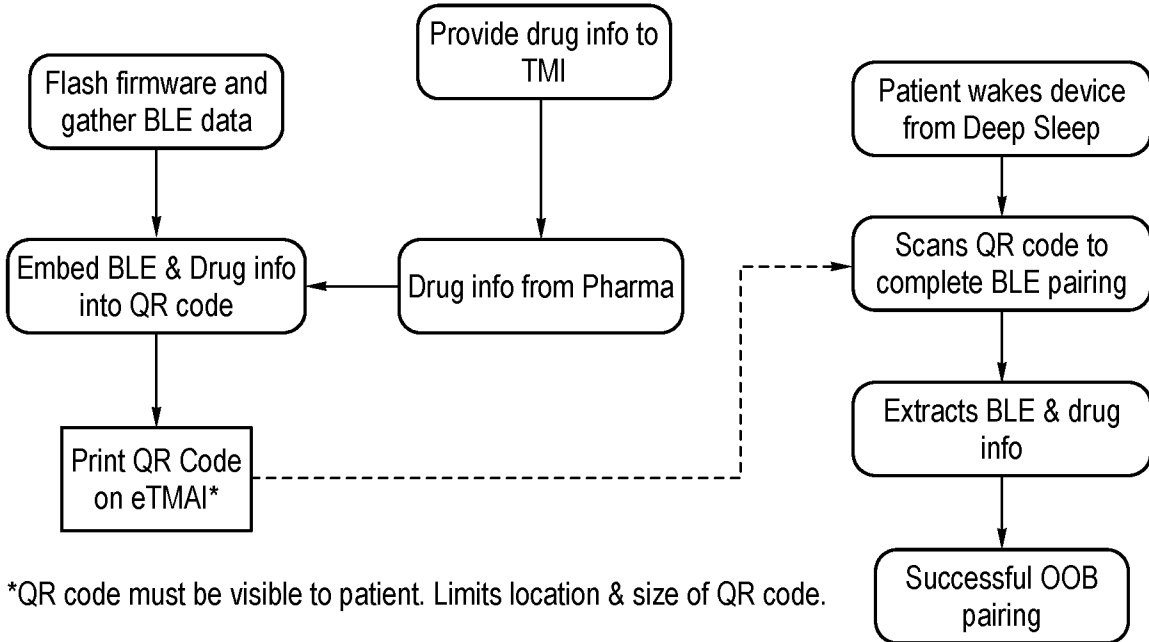 Provide drug info to
TMI
Flash firmware and
gather BLE data
Patient wakes device
from Deep Sleep
Embed BLE & Drug info
into QR code
Drug info from Pharma
Scans QR code to
complete BLE pairing
Print QR Code
on eTMAI*
Extracts BLE & drug
info
Successful OOB
pairing
*QR code must be visible to patient. Limits location & size of QR code.